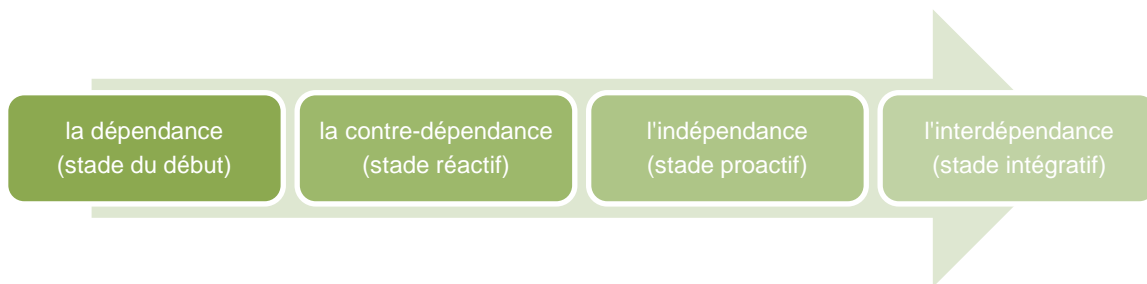 la dépendance
(stade du début)
la contre-dépendance
(stade réactif)
l'indépendance
(stade proactif)
l'interdépendance
(stade intégratif)